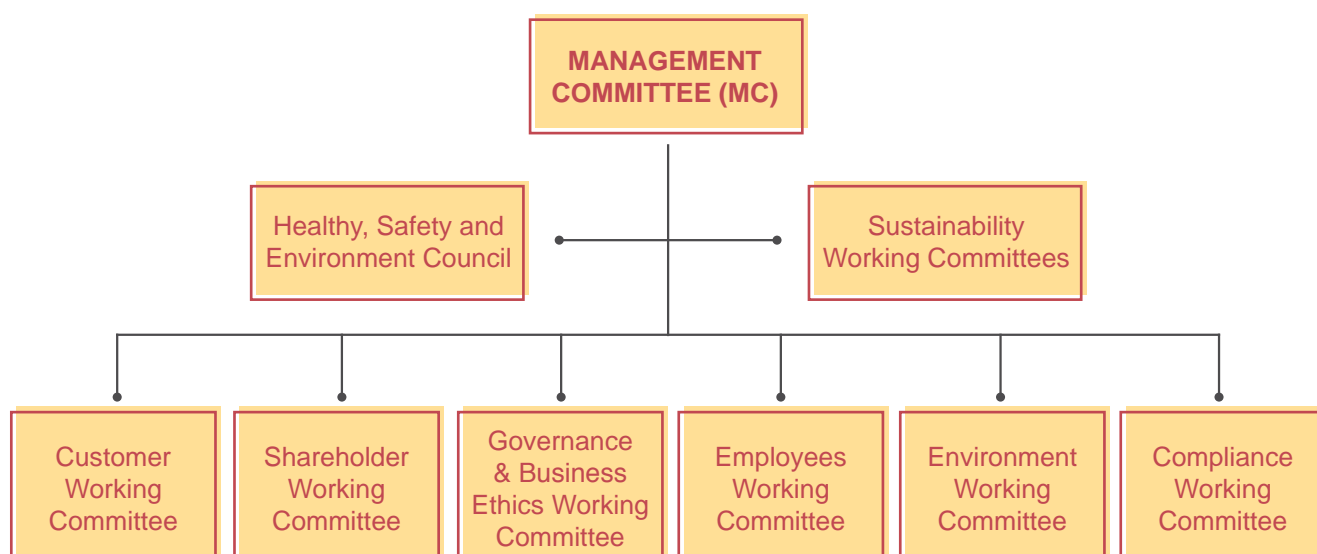 MANAGEMENT
COMMITTEE (MC)
Healthy, Safety and
Environment Council
Sustainability
Working Committees
Customer
Working
Committee
Shareholder
Working
Committee
Governance
& Business
Ethics Working
Committee
Employees
Working
Committee
Environment
Working
Committee
Compliance
Working
Committee